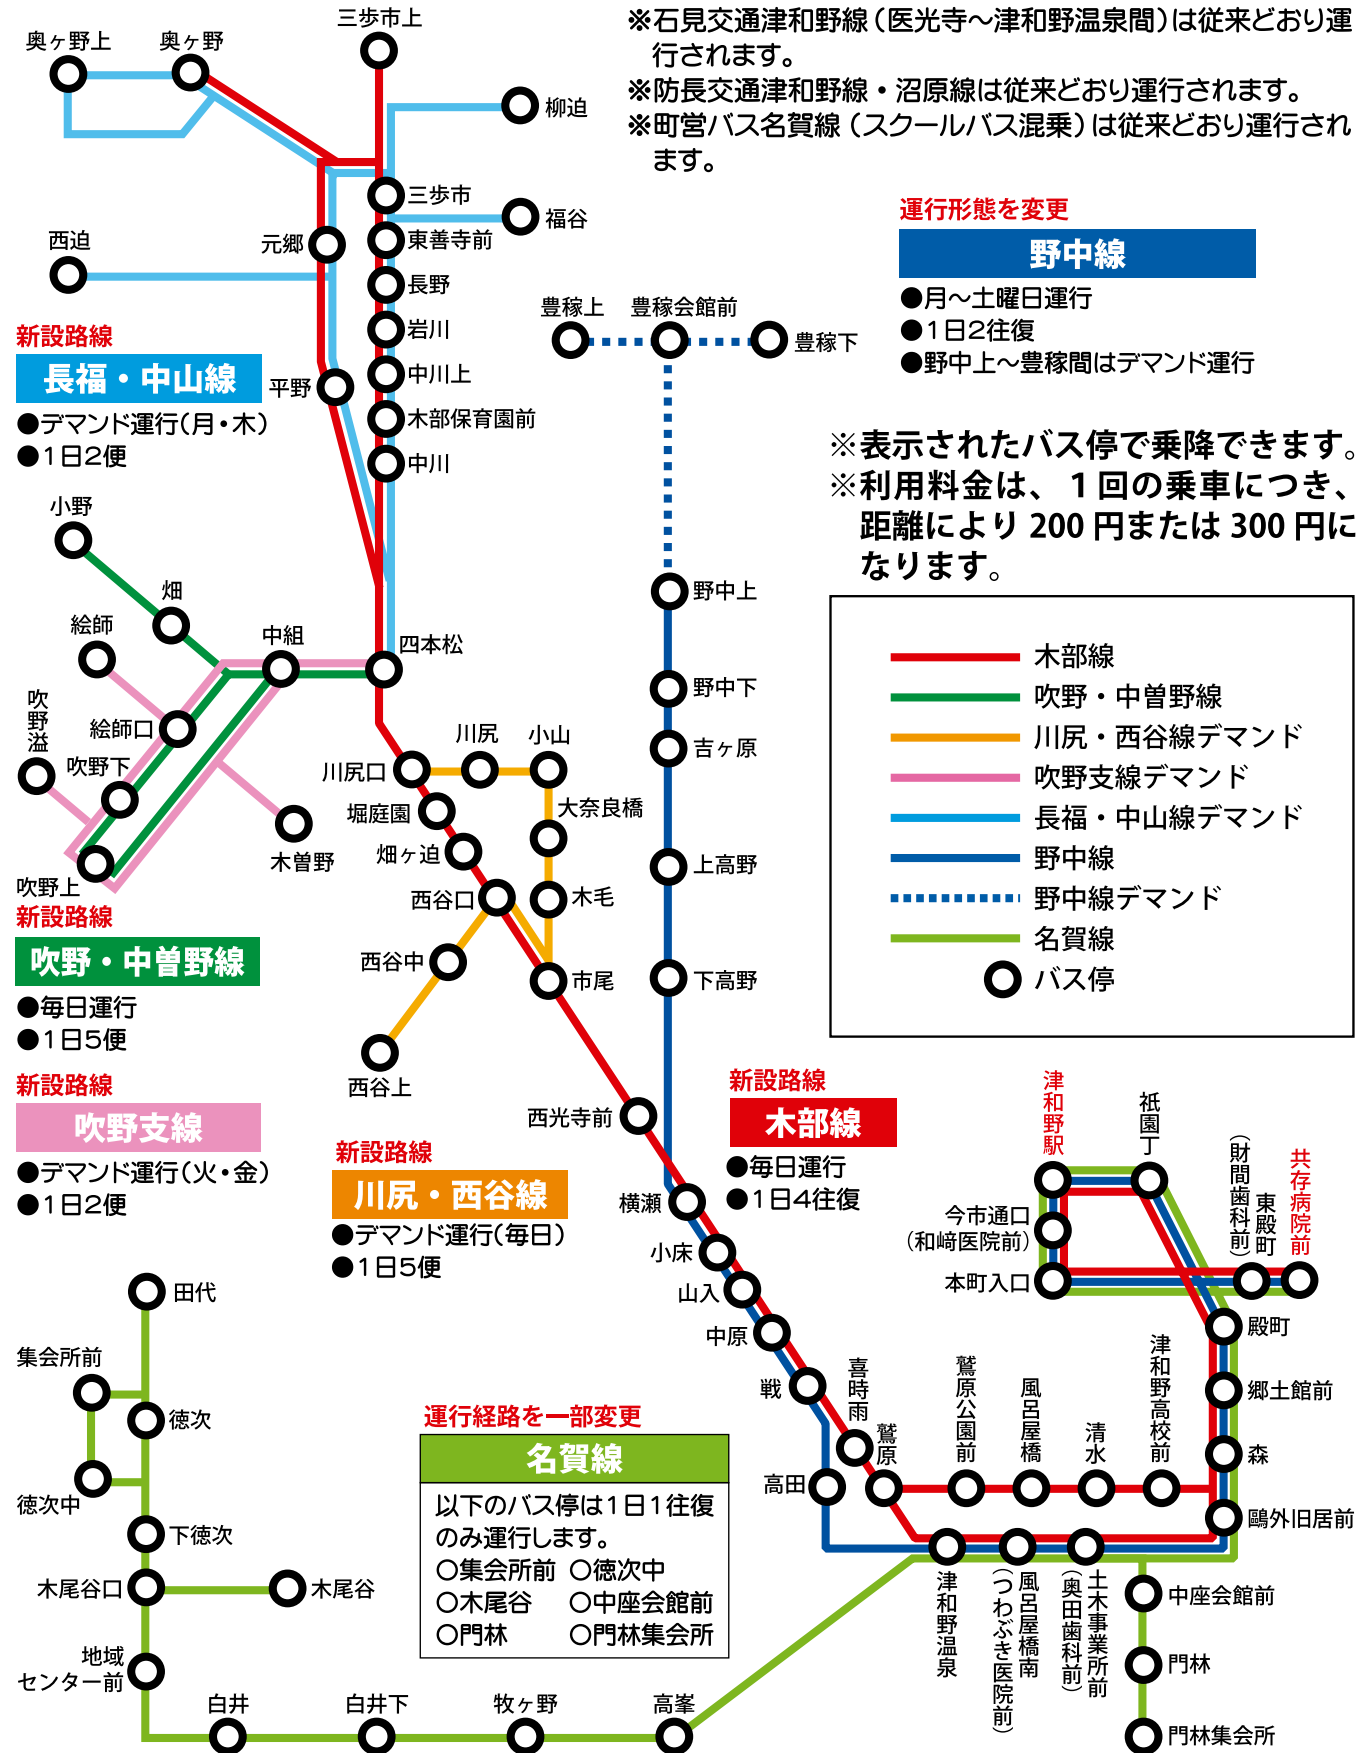 ※石見交通津和野線（医光寺～津和野温泉間）は従来どおり運
行されます。
※防長交通津和野線・沼原線は従来どおり運行されます。
※町営バス名賀線（スクールバス混乗）は従来どおり運行され
ます。
三歩市上
奥ヶ野上
奥ヶ野
柳迫
三歩市
福谷
西迫
元郷
東善寺前
長野
岩川
中川上
平野
木部保育園前
中川
新設路線
長福・中山線
●デマンド運行（月・木）
●1日2便
運行形態を変更
野中線
●月～土曜日運行
●1日2往復
●野中上～豊稼間はデマンド運行
豊稼上
豊稼会館前
豊稼下
※表示されたバス停で乗降できます。
※利用料金は、１回の乗車につき、
距離により 200 円または 300 円に
なります。
小野
畑
絵師
中組
四本松
吹野溢
絵師口
吹野下
木曽野
吹野上
野中上
野中下
吉ヶ原
上高野
下高野
木部線
吹野・中曽野線
川尻・西谷線デマンド
吹野支線デマンド
長福・中山線デマンド
野中線
野中線デマンド
名賀線
バス停
川尻
小山
川尻口
堀庭園
大奈良橋
畑ヶ迫
西谷口
木毛
西谷中
市尾
西谷上
新設路線
吹野・中曽野線
●毎日運行
●1日5便
新設路線
吹野支線
●デマンド運行（火・金）
●1日2便
新設路線
川尻・西谷線
●デマンド運行（毎日）
●1日5便
新設路線
木部線
●毎日運行
●1日4往復
西光寺前
横瀬
小床
山入
中原
戦
喜時雨
鷲原
高田
津和野駅
祇園丁
今市通口
（和﨑医院前）
本町入口
（財間歯科前）
東殿町
共存病院前
殿町
郷土館前
森
鷗外旧居前
鷲原公園前
風呂屋橋
清水
津和野高校前
津和野温泉
風呂屋橋南
（つわぶき医院前）
土木事業所前
（奥田歯科前）
中座会館前
門林
門林集会所
田代
集会所前
徳次
徳次中
下徳次
木尾谷口
木尾谷
地域
センター前
白井
白井下
牧ヶ野
高峯
運行経路を一部変更
名賀線
以下のバス停は1日1往復
のみ運行します。
○集会所前 ○徳次中
○木尾谷 ○中座会館前
○門林 ○門林集会所